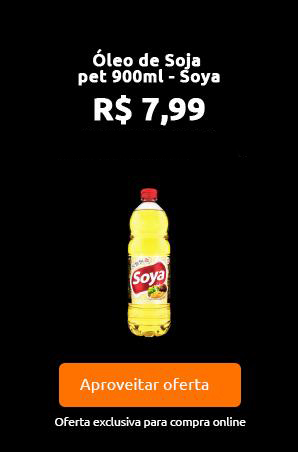 Óleo de Soja
pet 900ml - Soya
R$ 7,99
Soya
Aproveitar oferta
Oferta exclusiva para compra online